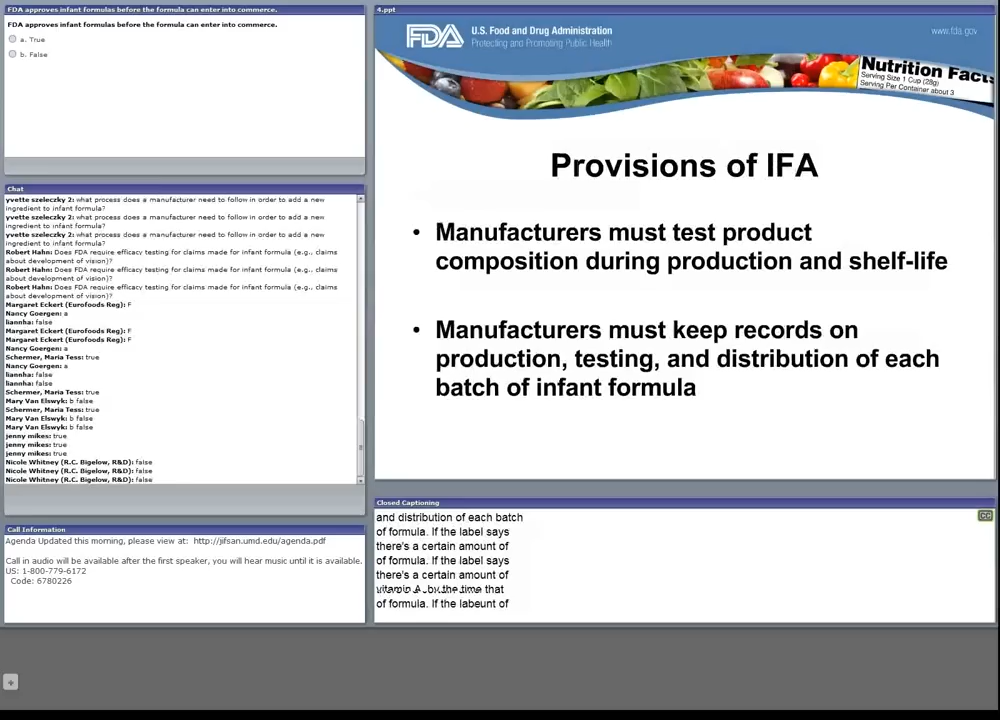 FDA approves infant formulas before the formula can enter into commerce.
FDA approves infant formulas before the formula can enter into commerce.
a. True
b. False
Chat
yvette szeleczky 2: what process does a manufacturer need to follow in order to add a new
ingredient to infant formula?
yvette szeleczky 2: what process does a manufacturer need to follow in order to add a new
ingredient to infant formula?
yvette szeleczky 2: what process does a manufacturer need to follow in order to add a new
ingredient to infant formula?
Robert Hahn: Does FDA require efficacy testing for claims made for infant formula (e.g., claims
about development of vision)?
Robert Hahn: Does FDA require efficacy testing for claims made for infant formula (e.g., claims
about development of vision)?
Robert Hahn: Does FDA require efficacy testing for claims made for infant formula (e.g., claims
about development of vision)?
Margaret Eckert (Eurofoods Reg): F
Nancy Goergen: a
liannha: false
Margaret Eckert (Eurofoods Reg): F
Margaret Eckert (Eurofoods Reg): F
Nancy Goergen: a
Schermer, Maria Tess: true
Nancy Goergen: a
liannha: false
liannha: false
Schermer, Maria Tess: true
Mary Van Elswyk: b false
Schermer, Maria Tess: true
Mary Van Elswyk: b false
Mary Van Elswyk: b false
jenny mikes: true
jenny mikes: true
jenny mikes: true
Nicole Whitney (R.C. Bigelow, R&D): false
Nicole Whitney (R.C. Bigelow, R&D): false
Nicole Whitney (R.C. Bigelow, R&D): false
Call Information
Agenda Updated this morning, please view at: http://jifsan.umd.edu/agenda.pdf
Call in audio will be available after the first speaker, you will hear music until it is available.
US: 1-800-779-6172
Code: 6780226
4.ppt
FDA U.S. Food and Drug Administration
Protecting and Promoting Public Health
www.fda.gov
Nutrition Facts
Serving Size 1 Cup (28g)
Serving Per Container about 3
Provisions of IFA
• Manufacturers must test product
composition during production and shelf-life
• Manufacturers must keep records on
production, testing, and distribution of each
batch of infant formula
Closed Captioning
CC
and distribution of each batch
of formula. If the label says
there's a certain amount of
of formula. If the label says
there's a certain amount of
vitamin A by the time that
of formula. If the labeunt of